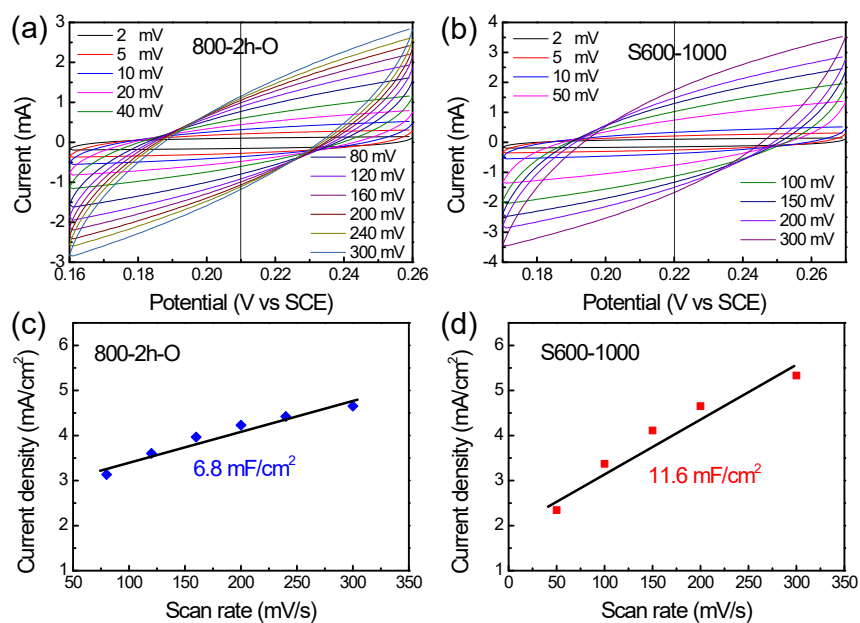 (a)
800-2h-O
2 mV
5 mV
10 mV
20 mV
40 mV
80 mV
120 mV
160 mV
200 mV
240 mV
300 mV
3
2
1
0
-1
-2
-3
Current (mA)
0.16 0.18 0.20 0.22 0.24 0.26
Potential (V vs SCE)
(b)
S600-1000
2 mV
5 mV
10 mV
50 mV
100 mV
150 mV
200 mV
300 mV
4
3
2
1
0
-1
-2
-3
-4
Current (mA)
0.18 0.20 0.22 0.24 0.26
Potential (V vs SCE)
(c)
800-2h-O
6.8 mF/cm²
6
5
4
3
2
1
Current density (mA/cm²)
50 100 150 200 250 300 350
Scan rate (mV/s)
(d)
S600-1000
11.6 mF/cm²
6
5
4
3
2
1
Current density (mA/cm²)
0 50 100 150 200 250 300 350
Scan rate (mV/s)